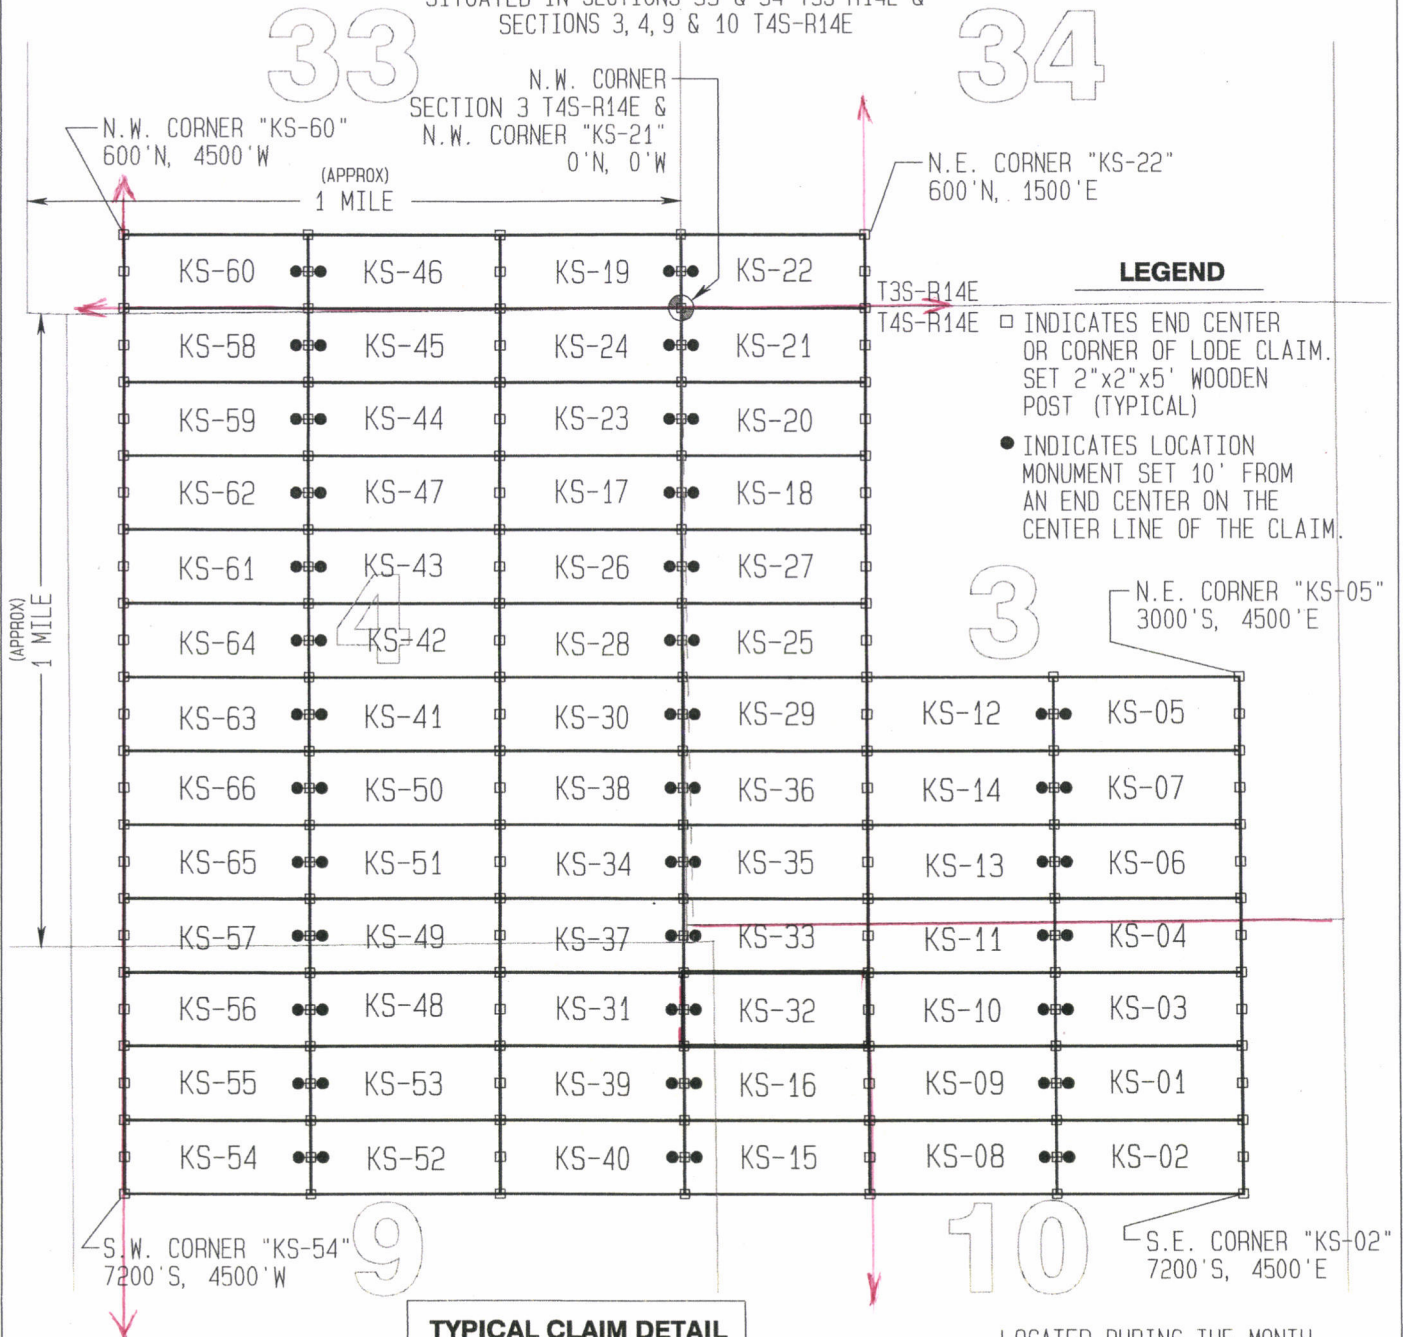 SITUATED IN SECTIONS 33 & 34 T3S-R14E &
SECTIONS 3, 4, 9 & 10 T4S-R14E
33
34
N.W. CORNER
SECTION 3 T4S-R14E &
N.W. CORNER "KS-21"
0'N, 0'W
N.W. CORNER "KS-60"
600'N, 4500'W
(APPROX)
1 MILE
N.E. CORNER "KS-22"
600'N, 1500'E
KS-60 KS-46 KS-19 KS-22
T3S-R14E
T4S-R14E
LEGEND
INDICATES END CENTER
OR CORNER OF LODE CLAIM.
SET 2"x2"x5' WOODEN
POST (TYPICAL)
INDICATES LOCATION
MONUMENT SET 10' FROM
AN END CENTER ON THE
CENTER LINE OF THE CLAIM.
KS-58 KS-45 KS-24 KS-21
KS-59 KS-44 KS-23 KS-20
KS-62 KS-47 KS-17 KS-18
KS-61 KS-43 KS-26 KS-27
4
3
N.E. CORNER "KS-05"
3000'S, 4500'E
(APPROX)
1 MILE
KS-64 KS-42 KS-28 KS-25
KS-63 KS-41 KS-30 KS-29 KS-12 KS-05
KS-66 KS-50 KS-38 KS-36 KS-14 KS-07
KS-65 KS-51 KS-34 KS-35 KS-13 KS-06
KS-57 KS-49 KS-37 KS-33 KS-11 KS-04
KS-56 KS-48 KS-31 KS-32 KS-10 KS-03
KS-55 KS-53 KS-39 KS-16 KS-09 KS-01
KS-54 KS-52 KS-40 KS-15 KS-08 KS-02
S.W. CORNER "KS-54"
7200'S, 4500'W
9
10
S.E. CORNER "KS-02"
7200'S, 4500'E
TYPICAL CLAIM DETAIL
LOCATED DURING THE MONTH